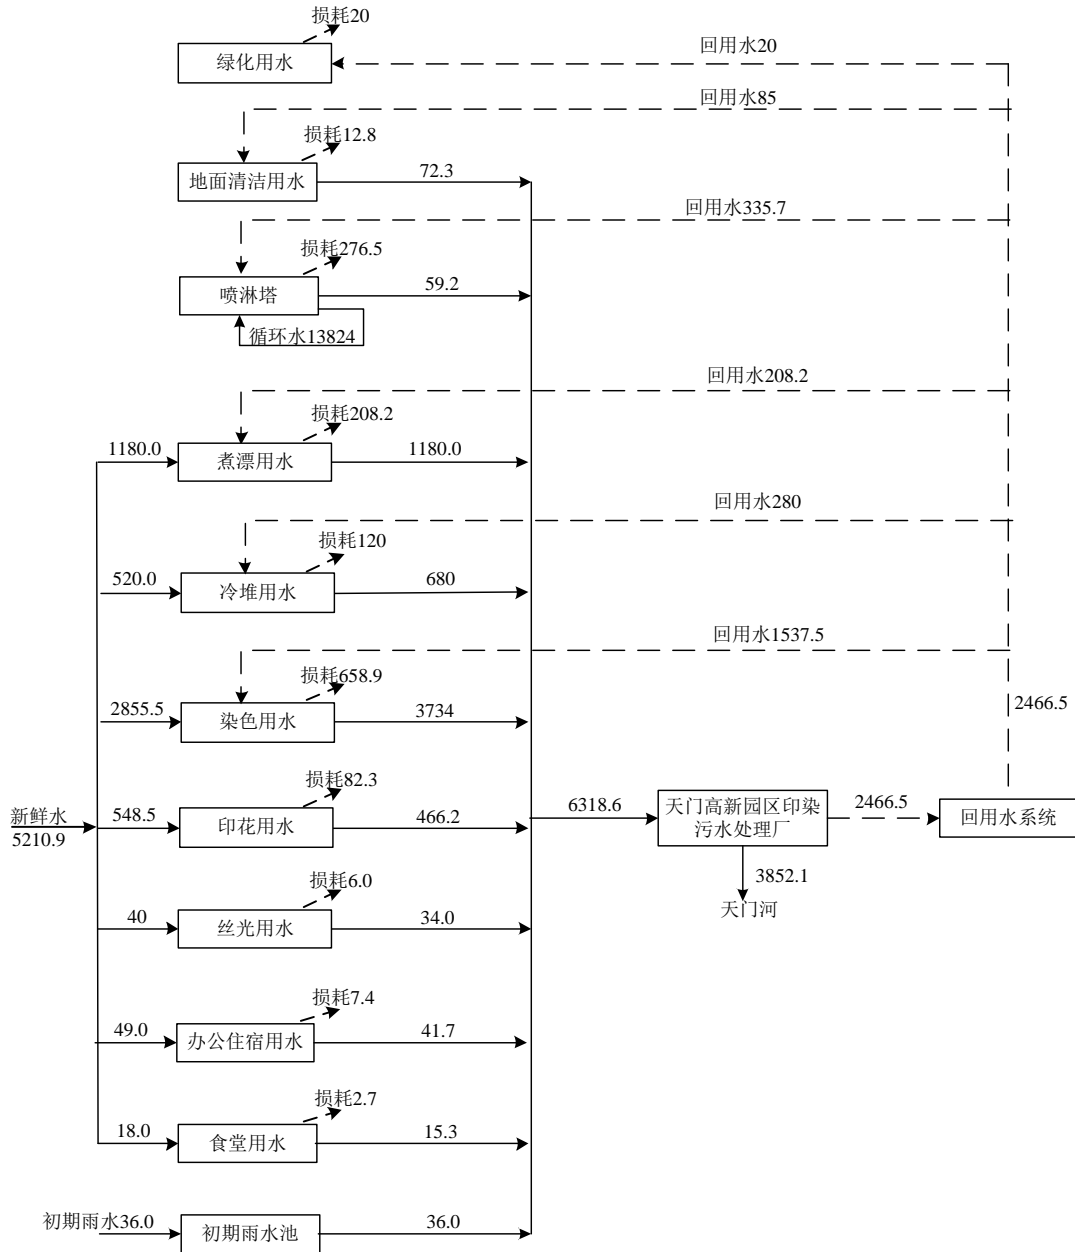 损耗20
绿化用水
回用水20
回用水85
损耗12.8
地面清洁用水
72.3
回用水335.7
损耗276.5
喷淋塔
59.2
循环水13824
回用水208.2
损耗208.2
1180.0
煮漂用水
1180.0
回用水280
损耗120
520.0
冷堆用水
680
回用水1537.5
损耗658.9
2855.5
染色用水
3734
2466.5
新鲜水
5210.9
损耗82.3
548.5
印花用水
466.2
6318.6
天门高新园区印染
污水处理厂
2466.5
回用水系统
3852.1
天门河
损耗6.0
40
丝光用水
34.0
损耗7.4
49.0
办公住宿用水
41.7
损耗2.7
18.0
食堂用水
15.3
初期雨水36.0
初期雨水池
36.0